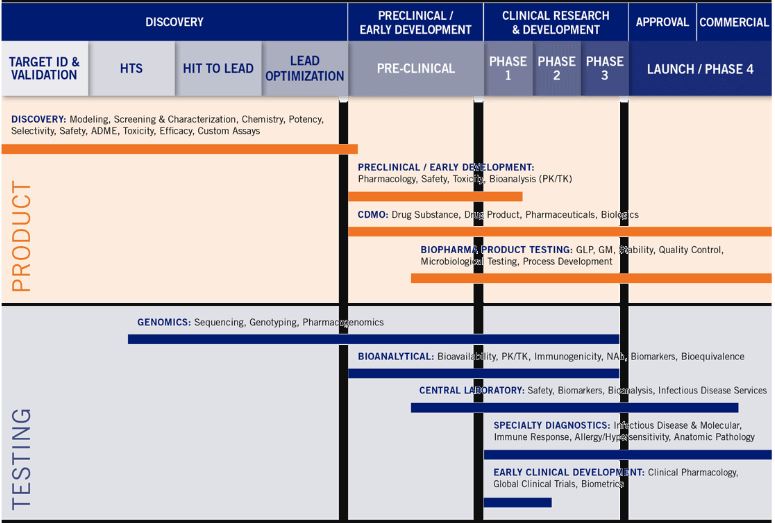 DISCOVERY
PRECLINICAL /
EARLY DEVELOPMENT
CLINICAL RESEARCH
& DEVELOPMENT
APPROVAL
COMMERCIAL
TARGET ID &
VALIDATION
HTS
HIT TO LEAD
LEAD
OPTIMIZATION
PRE-CLINICAL
PHASE
1
PHASE
2
PHASE
3
LAUNCH / PHASE 4
PRODUCT
DISCOVERY: Modeling, Screening & Characterization, Chemistry, Potency,
Selectivity, Safety, ADME, Toxicity, Efficacy, Custom Assays
PRECLINICAL / EARLY DEVELOPMENT:
Pharmacology, Safety, Toxicity, Bioanalysis (PK/TK)
CDMO: Drug Substance, Drug Product, Pharmaceuticals, Biologics
BIOPHARMA PRODUCT TESTING: GLP, GM, Stability, Quality Control,
Microbiological Testing, Process Development
TESTING
GENOMICS: Sequencing, Genotyping, Pharmacogenomics
BIOANALYTICAL: Bioavailability, PK/TK, Immunogenicity, NAb, Biomarkers, Bioequivalence
CENTRAL LABORATORY: Safety, Biomarkers, Bioanalysis, Infectious Disease Services
SPECIALTY DIAGNOSTICS: Infectious Disease & Molecular,
Immune Response, Allergy/Hypersensitivity, Anatomic Pathology
EARLY CLINICAL DEVELOPMENT: Clinical Pharmacology,
Global Clinical Trials, Biometrics